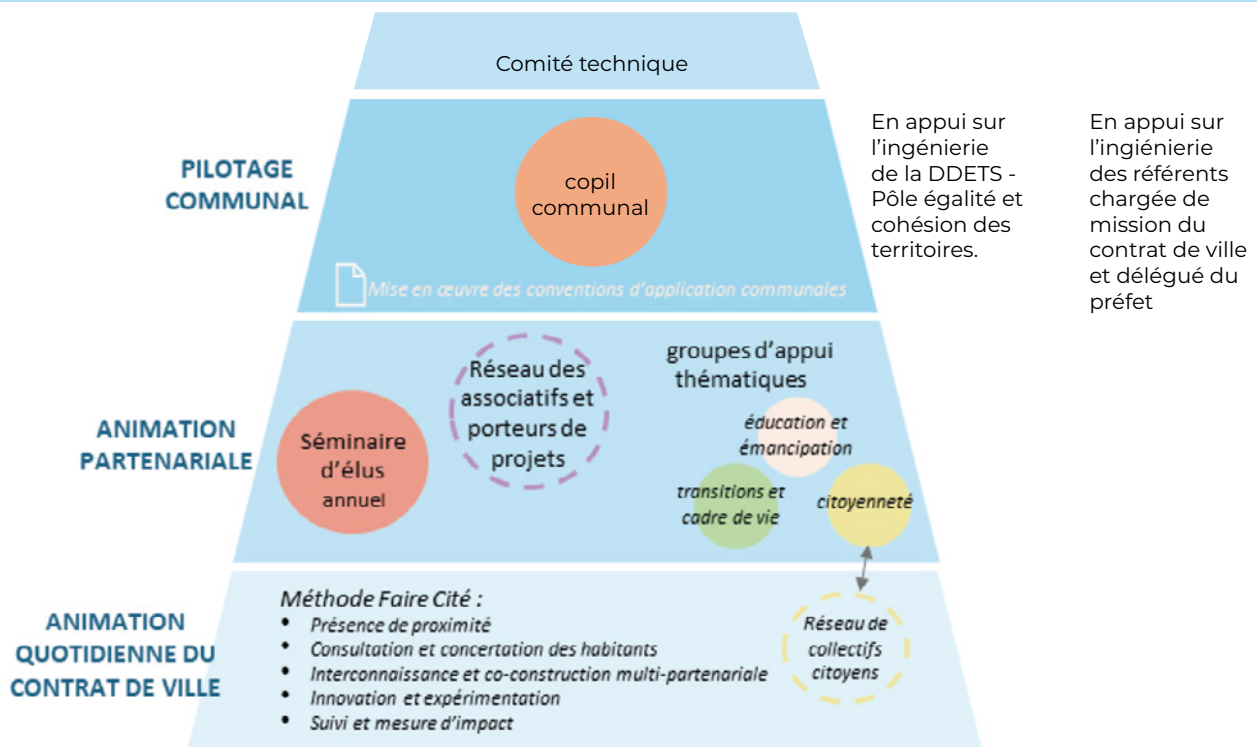 Comité technique
PILOTAGE
COMMUNAL
copil
communal
Mise en œuvre des conventions d'application communales
En appui sur
l'ingénierie
de la DDETS -
Pôle égalité et
cohésion des
territoires.
En appui sur
l'ingiénierie
des référents
chargée de
mission du
contrat de ville
et délégué du
préfet
ANIMATION
PARTENARIALE
Séminaire
d'élus
annuel
Réseau des
associatifs et
porteurs de
projets
groupes d'appui
thématiques
éducation et
émancipation
transitions et
cadre de vie
citoyenneté
ANIMATION
QUOTIDIENNE DU
CONTRAT DE VILLE
Méthode Faire Cité :
• Présence de proximité
• Consultation et concertation des habitants
• Interconnaissance et co-construction multi-partenariale
• Innovation et expérimentation
• Suivi et mesure d'impact
Réseau de
collectifs
citoyens